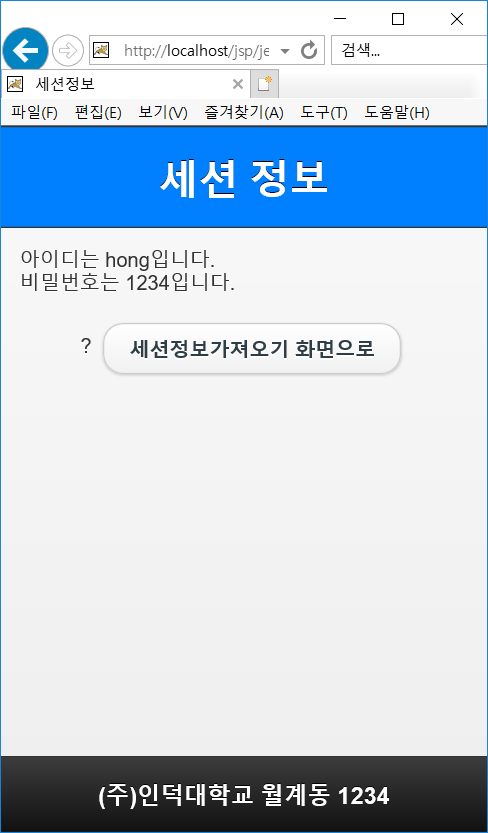 http://localhost/jsp/je
검색...
세션정보
파일(F) 편집(E) 보기(V) 즐겨찾기(A) 도구(T) 도움말(H)
세션 정보
아이디는 hong입니다.
비밀번호는 1234입니다.
? 세션정보가져오기 화면으로
(주)인덕대학교 월계동 1234